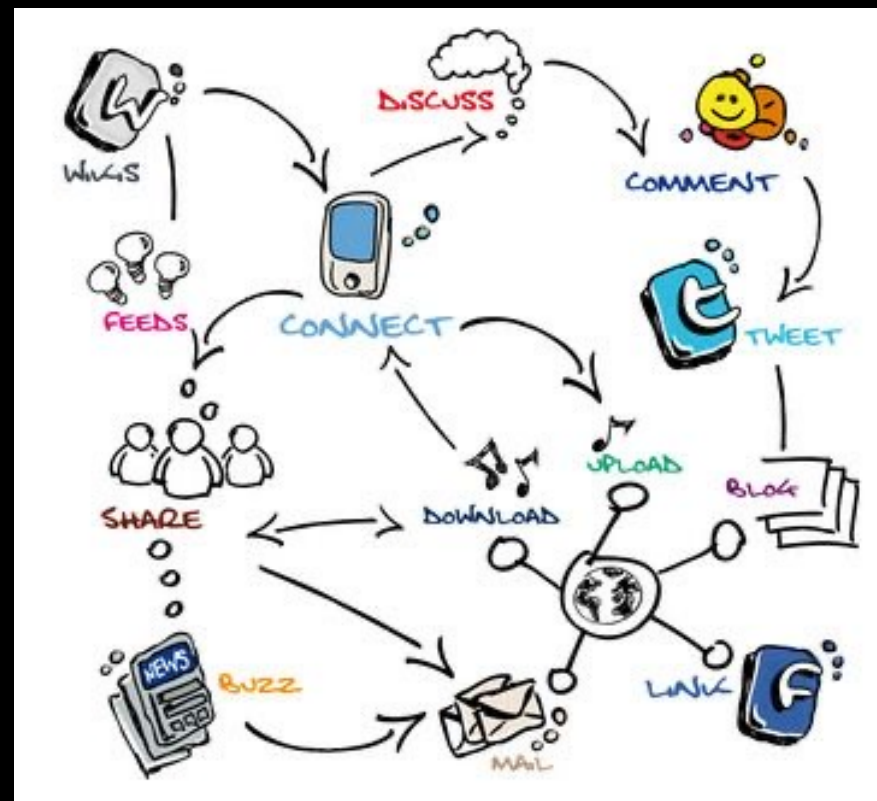 W
WIKIS
DISCUSS
COMMENT
FEEDS
CONNECT
TWEET
UPLOAD
BLOG
SHARE
DOWNLOAD
NEWS
BUZZ
LINK
F
MAIL